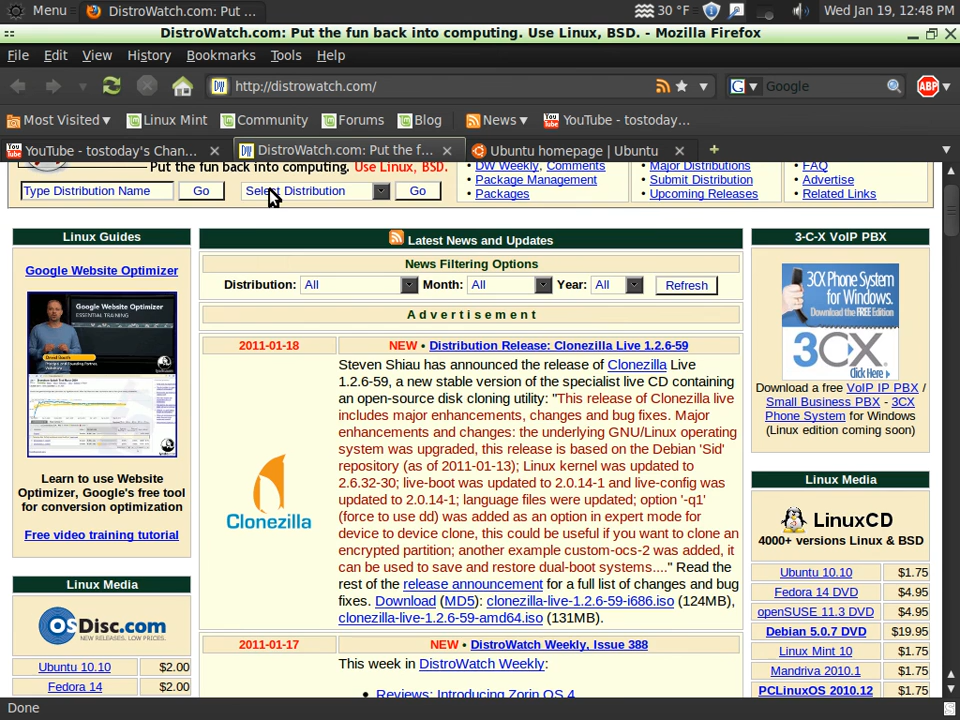 Menu DistroWatch.com: Put ... 30 °F Wed Jan 19, 12:48 PM
DistroWatch.com: Put the fun back into computing. Use Linux, BSD. - Mozilla Firefox
File Edit View History Bookmarks Tools Help
http://distrowatch.com/ Google ABP
Most Visited Linux Mint Community Forums Blog News YouTube - tostoday...
YouTube - tostoday's Chan... DistroWatch.com: Put the f... Ubuntu homepage | Ubuntu
Put the fun back into computing. Use Linux, BSD.
Type Distribution Name Go Select Distribution Go
• DW Weekly, Comments
• Package Management
• Packages
• Major Distributions
• Submit Distribution
• Upcoming Releases
• FAQ
• Advertise
• Related Links
Linux Guides
Google Website Optimizer
Google Website Optimizer
ESSENTIAL TRAINING
Learn to use Website
Optimizer, Google's free tool
for conversion optimization
Free video training tutorial
Linux Media
OSDisc.com
NEW RELEASES. LOW PRICES.
Ubuntu 10.10 $2.00
Fedora 14 $2.00
Latest News and Updates
News Filtering Options
Distribution: All Month: All Year: All Refresh
Advertisement
2011-01-18 NEW • Distribution Release: Clonezilla Live 1.2.6-59
Clonezilla
Steven Shiau has announced the release of Clonezilla Live
1.2.6-59, a new stable version of the specialist live CD containing
an open-source disk cloning utility: "This release of Clonezilla live
includes major enhancements, changes and bug fixes. Major
enhancements and changes: the underlying GNU/Linux operating
system was upgraded, this release is based on the Debian 'Sid'
repository (as of 2011-01-13); Linux kernel was updated to
2.6.32-30; live-boot was updated to 2.0.14-1 and live-config was
updated to 2.0.14-1; language files were updated; option '-q1'
(force to use dd) was added as an option in expert mode for
device to device clone, this could be useful if you want to clone an
encrypted partition; another example custom-ocs-2 was added, it
can be used to save and restore dual-boot systems...." Read the
rest of the release announcement for a full list of changes and bug
fixes. Download (MD5): clonezilla-live-1.2.6-59-i686.iso (124MB),
clonezilla-live-1.2.6-59-amd64.iso (131MB).
2011-01-17 NEW • DistroWatch Weekly, Issue 388
This week in DistroWatch Weekly:
• Reviews: Introducing Zorin OS 4
3-C-X VoIP PBX
3CX Phone System
for Windows.
Download the FREE Edition!
3CX
Click Here
Download a free VoIP IP PBX /
Small Business PBX - 3CX
Phone System for Windows
(Linux edition coming soon)
Linux Media
LinuxCD
4000+ versions Linux & BSD
Ubuntu 10.10 $1.75
Fedora 14 DVD $4.95
openSUSE 11.3 DVD $4.95
Debian 5.0.7 DVD $19.95
Linux Mint 10 $1.75
Mandriva 2010.1 $1.75
PCLinuxOS 2010.12 $1.75
Done